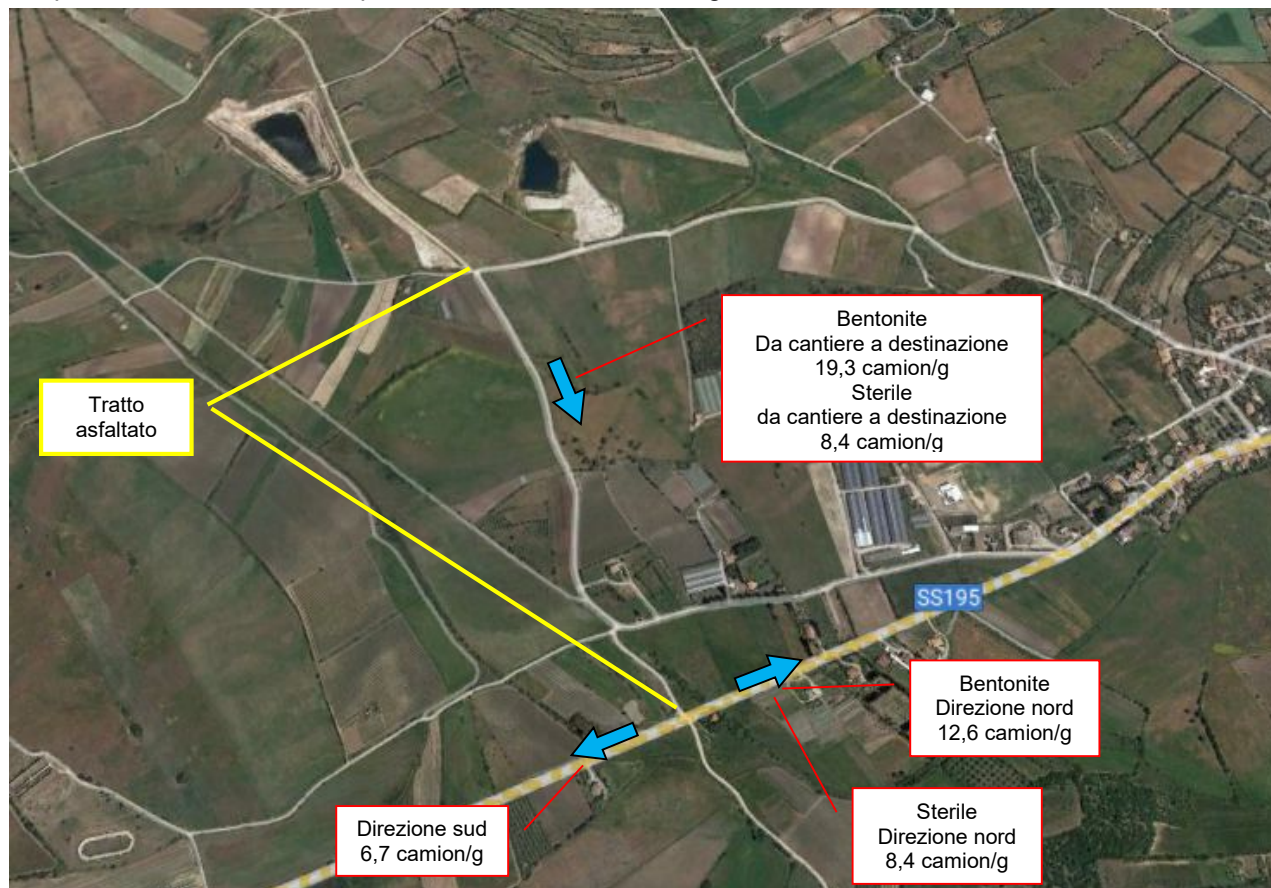 Bentonite
Da cantiere a destinazione
19,3 camion/g
Sterile
da cantiere a destinazione
8,4 camion/g
Tratto
asfaltato
SS195
Bentonite
Direzione nord
12,6 camion/g
Direzione sud
6,7 camion/g
Sterile
Direzione nord
8,4 camion/g